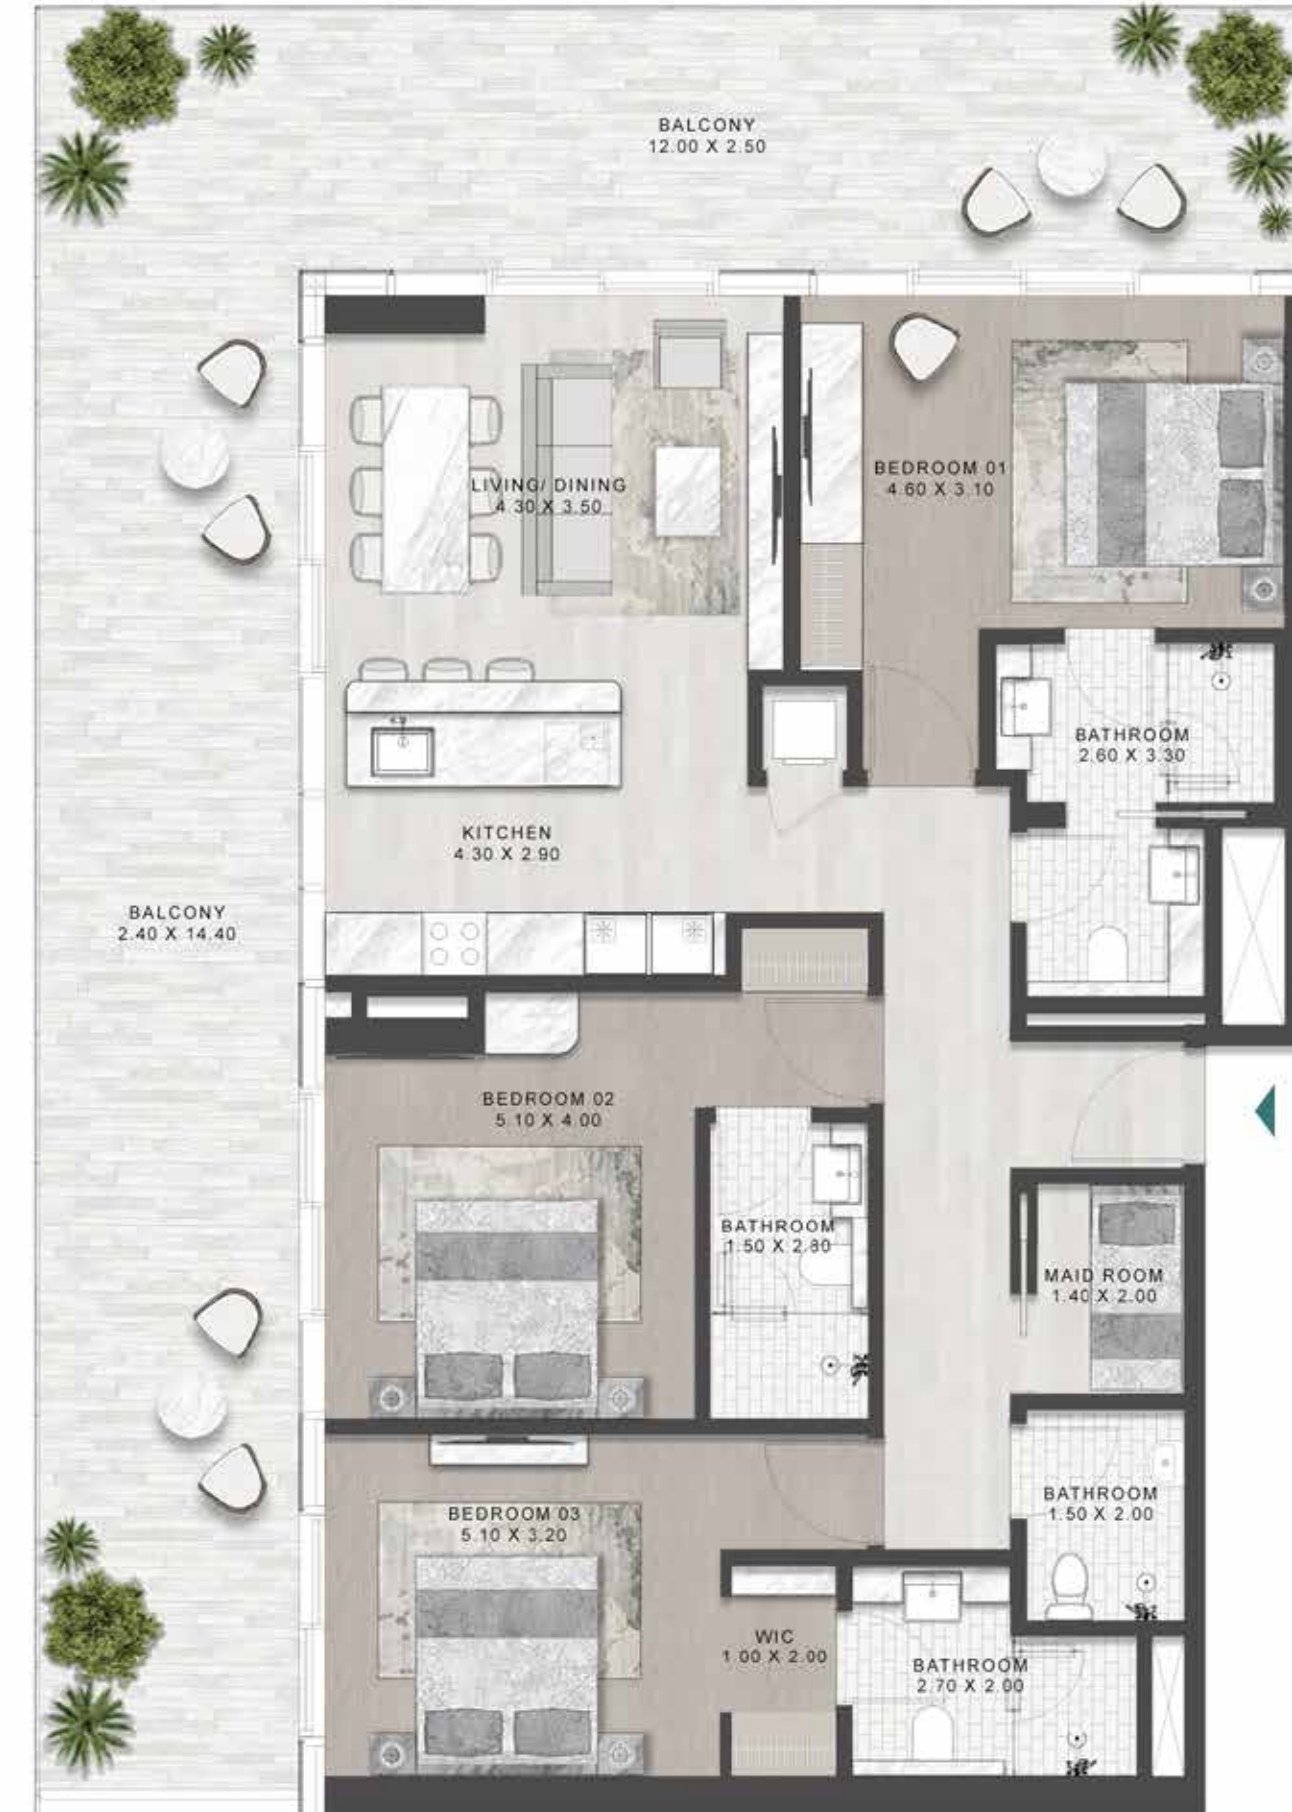 BALCONY
12.00 X 2.50
LIVING/ DINING
4.30 X 3.50
BEDROOM 01
4.60 X 3.10
BATHROOM
2.60 X 3.30
KITCHEN
4.30 X 2.90
BALCONY
2.40 X 14.40
BEDROOM 02
5.10 X 4.00
BATHROOM
1.50 X 2.80
MAID ROOM
1.40 X 2.00
BEDROOM 03
5.10 X 3.20
BATHROOM
1.50 X 2.00
WIC
1.00 X 2.00
BATHROOM
2.70 X 2.00